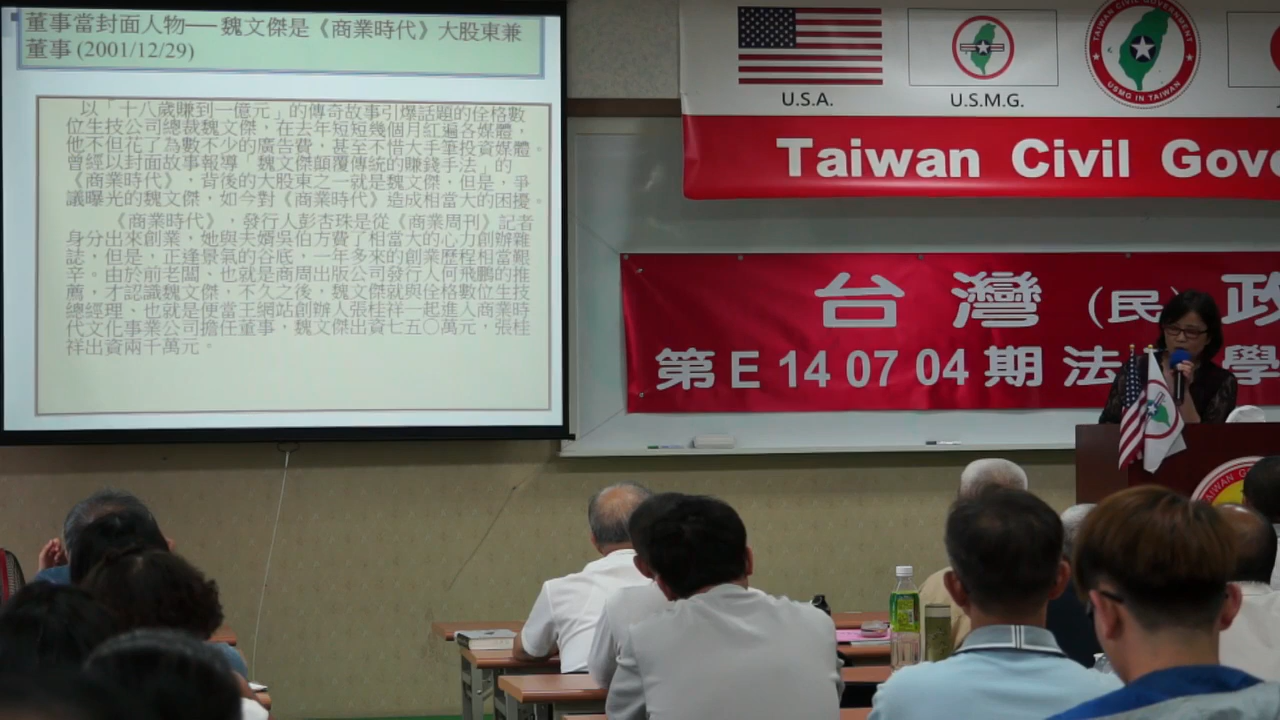 董事當封面人物──魏文傑是《商業時代》大股東兼
董事 (2001/12/29)
以「十八歲賺到一億元」的傳奇故事引爆話題的佺格數
位生技公司總裁魏文傑，在去年短短幾個月紅遍各媒體，
他不但花了為數不少的廣告費，甚至不惜大手筆投資媒體。
曾經以封面故事報導「魏文傑顛覆傳統的賺錢手法」的
《商業時代》，背後的大股東之一就是魏文傑，但是，爭
議曝光的魏文傑，如今對《商業時代》造成相當大的困擾。
《商業時代》，發行人彭杏珠是從《商業周刊》記者
身分出來創業，她與夫婿吳伯方費了相當大的心力創辦雜
誌，但是，正逢景氣的谷底，一年多來的創業歷程相當艱
辛。由於前老闆、也就是商周出版公司發行人何飛鵬的推
薦，才認識魏文傑，不久之後，魏文傑就與佺格數位生技
總經理、也就是便當王網站創辦人張桂祥一起進入商業時
代文化事業公司擔任董事，魏文傑出資七五〇萬元，張桂
祥出資兩千萬元。
U.S.A.
U.S.M.G.
TAIWAN CIVIL GOVERNMENT
USMG IN TAIWAN
Taiwan Civil Gove
台灣（民）政
第E 14 07 04 期法 學
TAIWAN